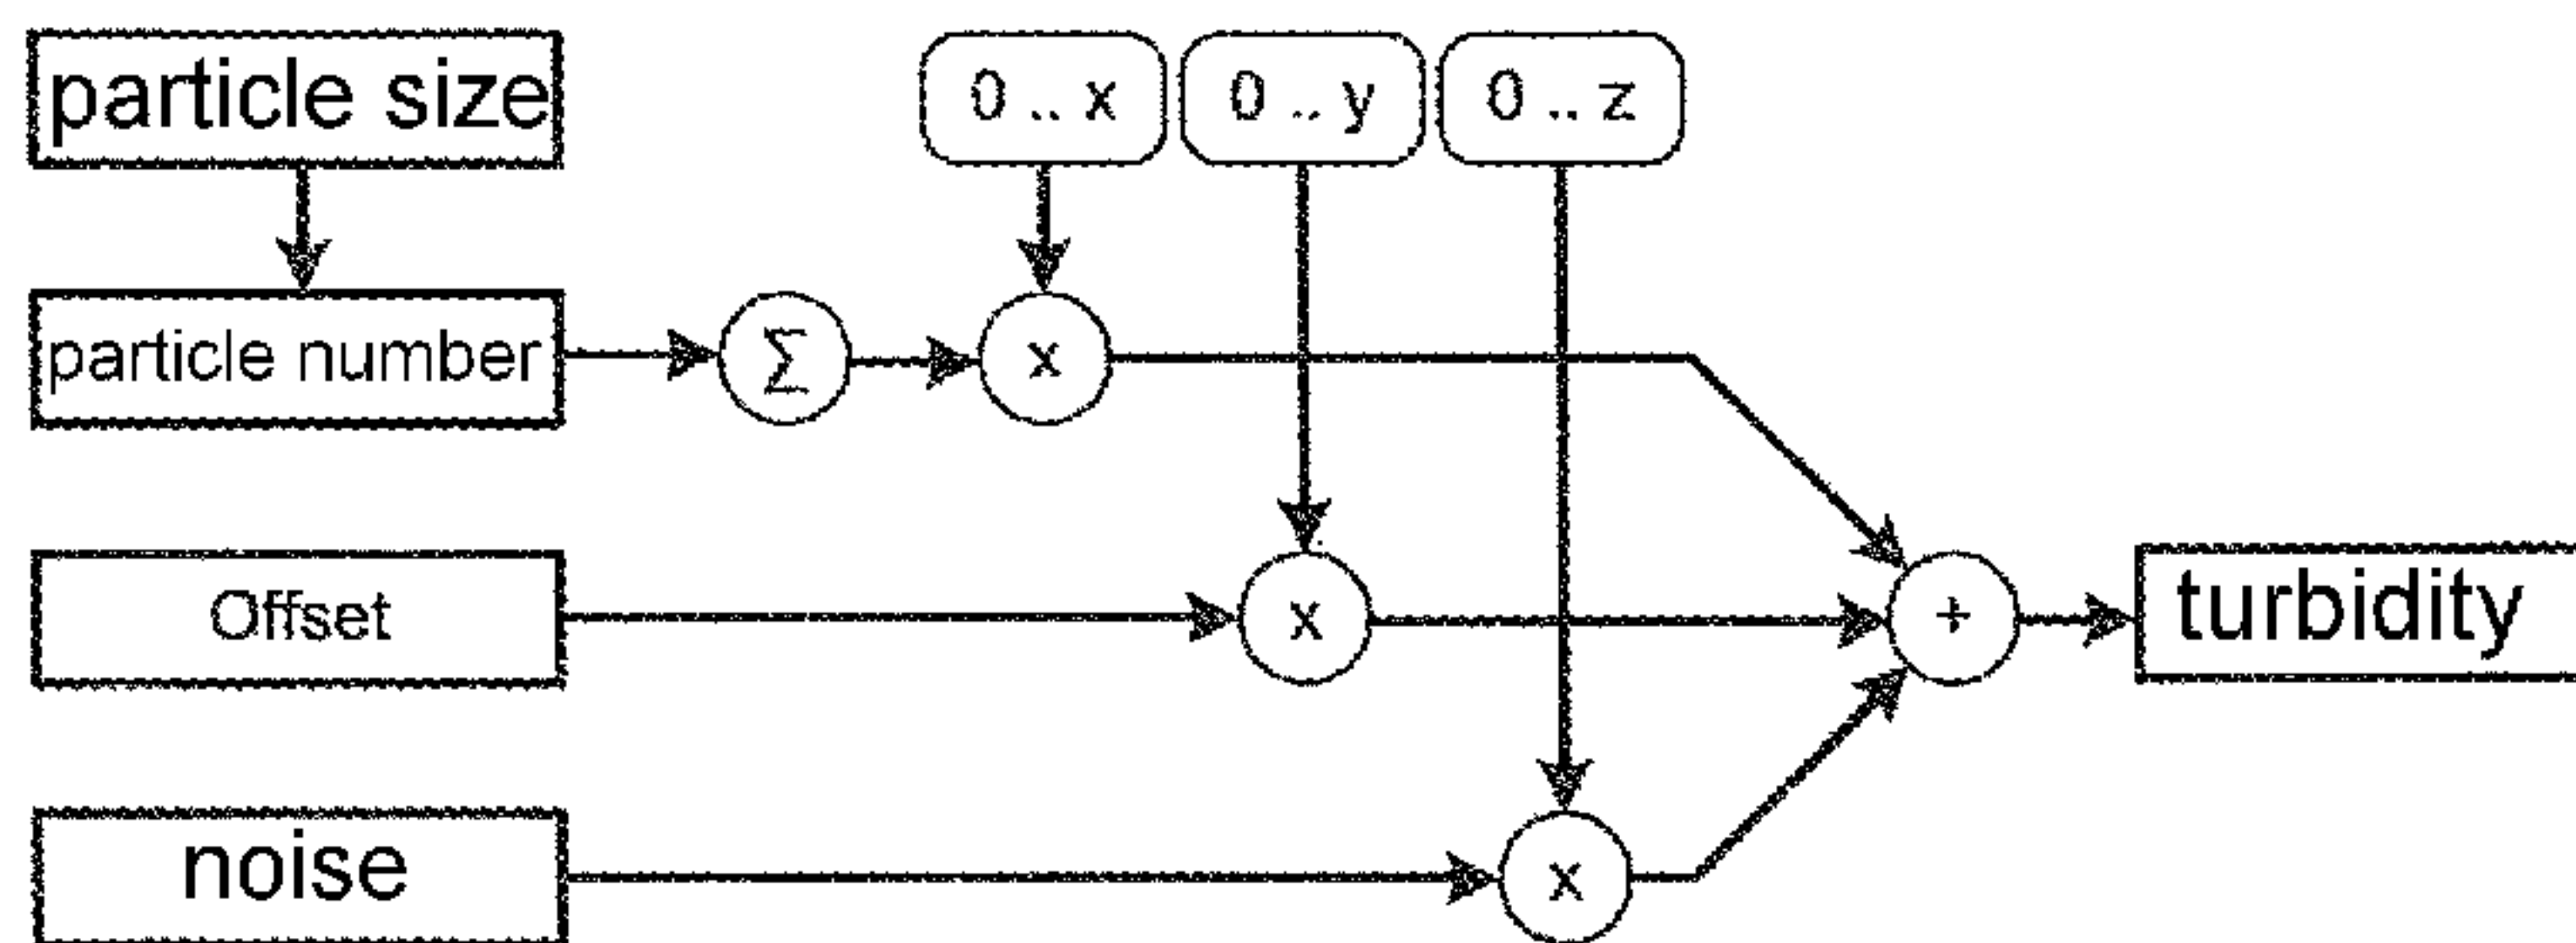 particle size
0 .. x
0 .. y
0 .. z
particle number
Σ
x
Offset
x
+
turbidity
noise
x